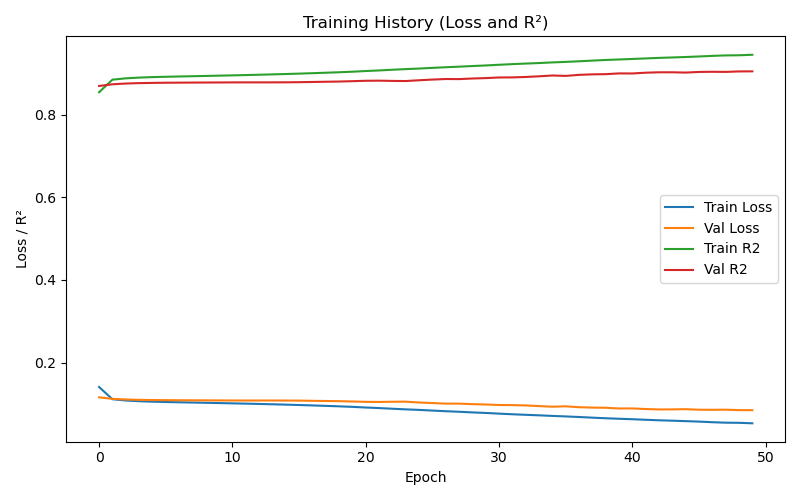 Training History (Loss and R²)
Loss / R²
0.8
0.6
0.4
0.2
Train Loss
Val Loss
Train R2
Val R2
0 10 20 30 40 50
Epoch